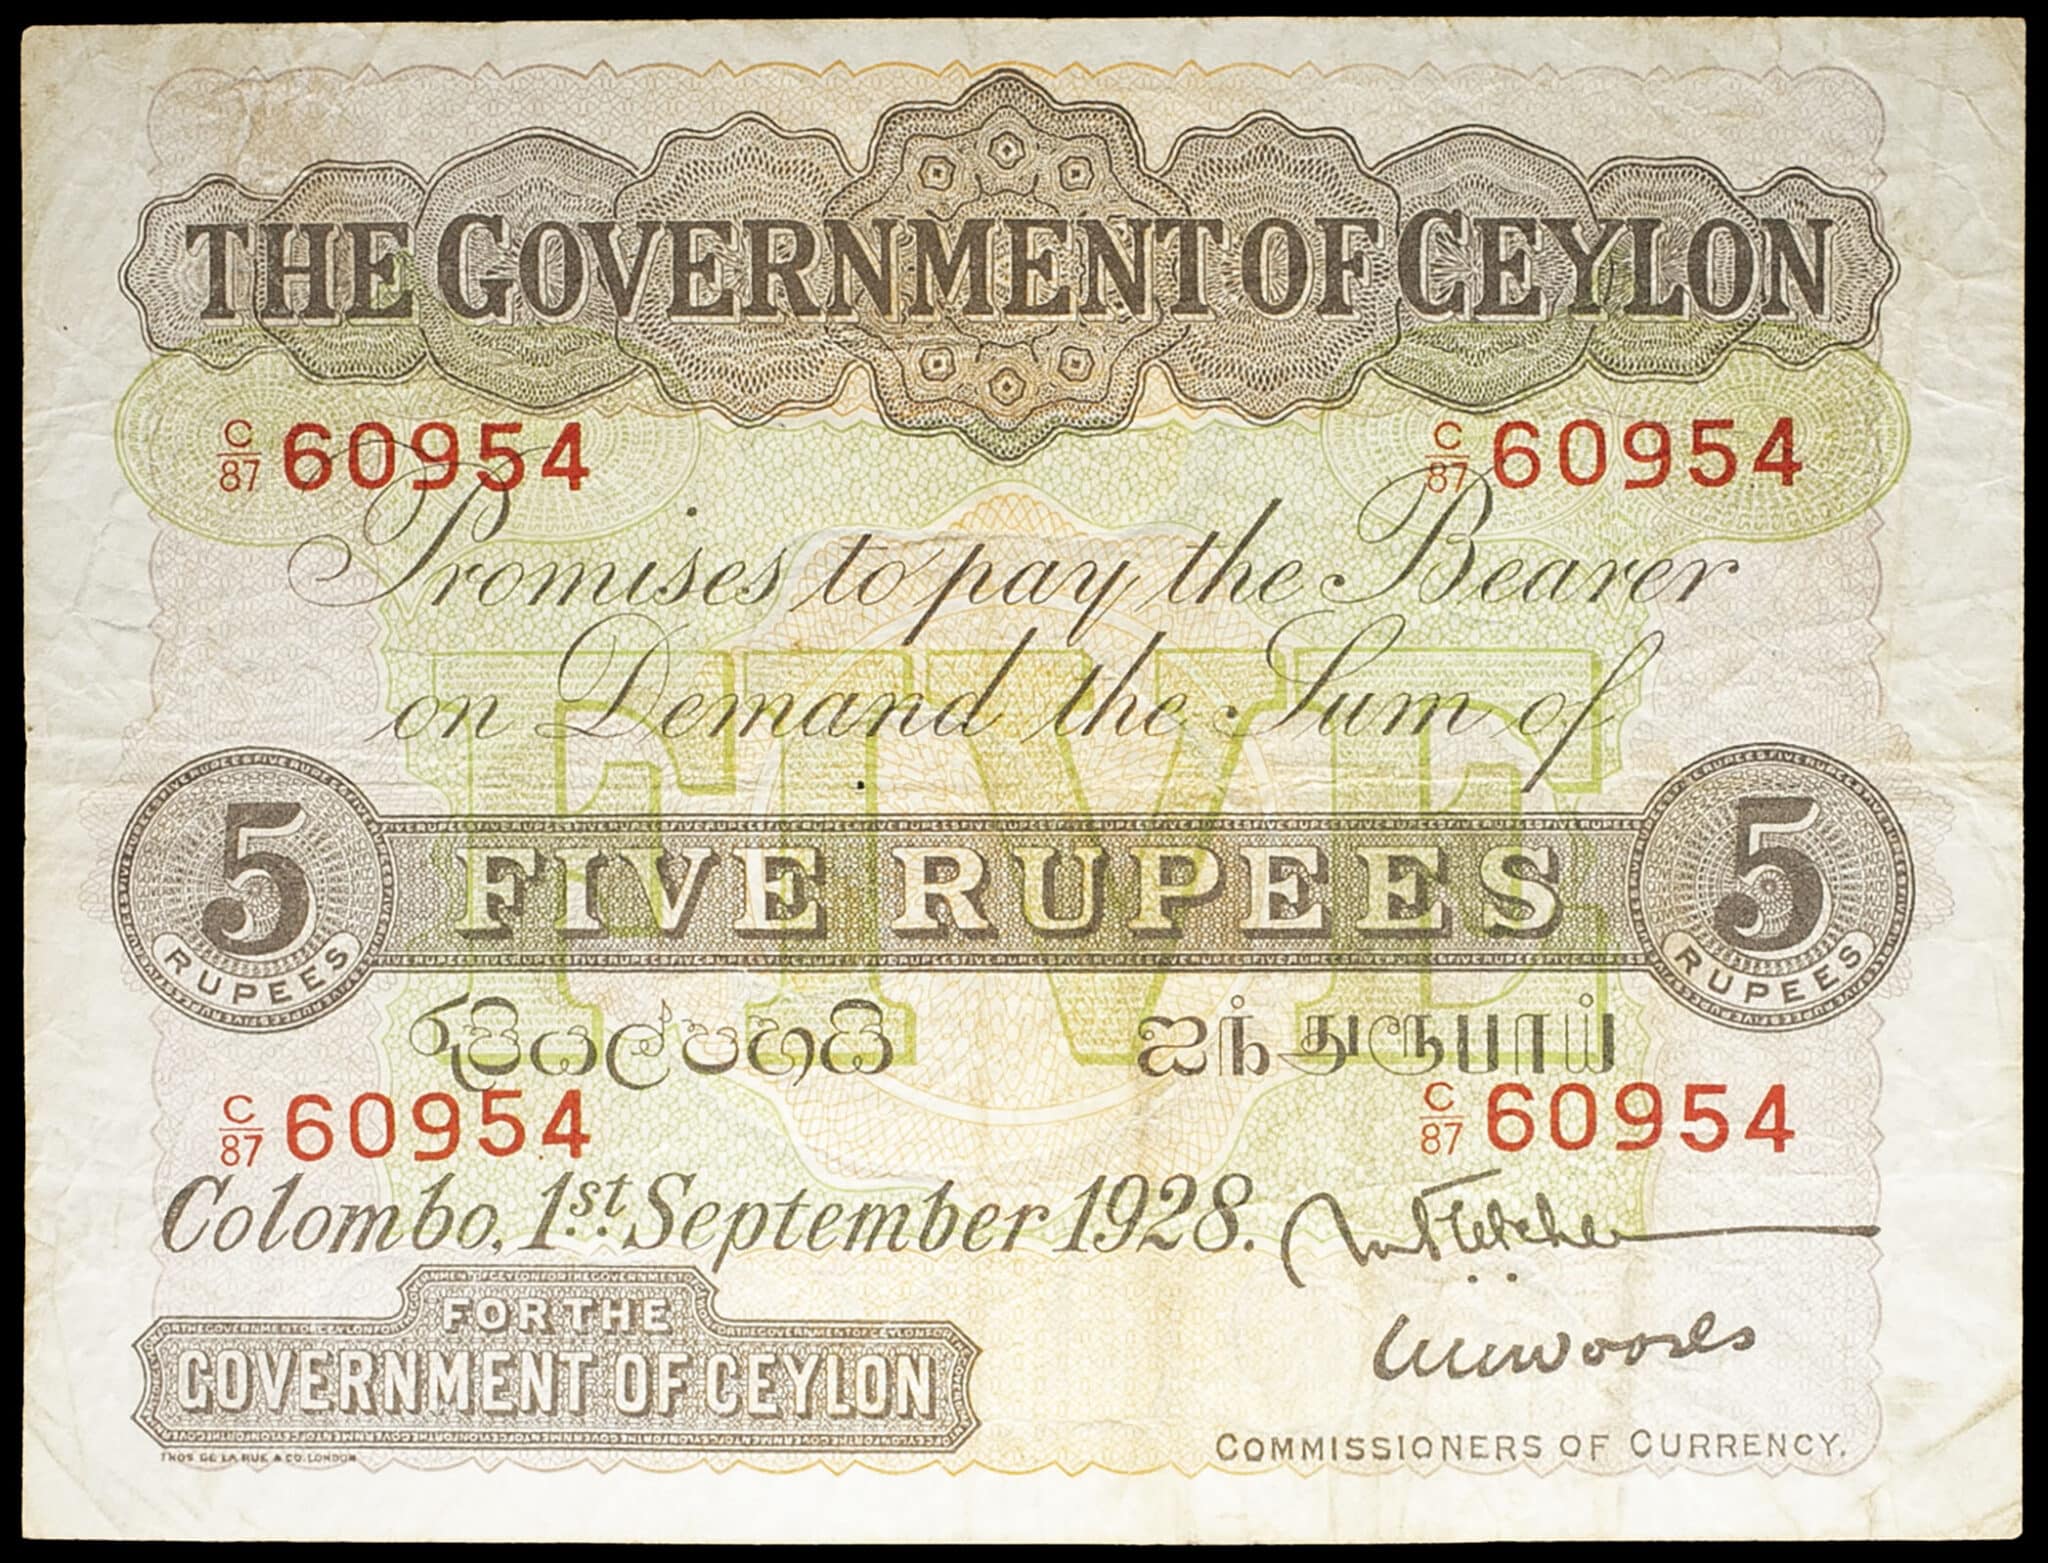 THE GOVERNMENT OF CEYLON
C/87 60954 C/87 60954
Promises to pay the Bearer
on Demand the Sum of
5 RUPEES FIVE RUPEES 5 RUPEES
රුපියල් පහයි ஐந்து ரூபாய்
C/87 60954 C/87 60954
Colombo, 1st September 1928.
W W Woods
FOR THE
GOVERNMENT OF CEYLON
COMMISSIONERS OF CURRENCY.
THOS DE LA RUE & CO. LONDON